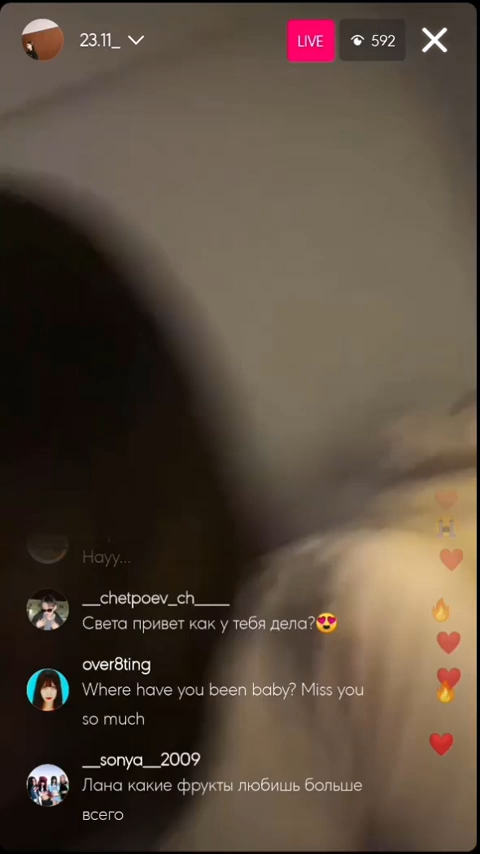 23.11_
LIVE
592
Науу...
__chetpoev_ch____
Света привет как у тебя дела?😍
over8ting
Where have you been baby? Miss you
so much
__sonya__2009
Лана какие фрукты любишь больше
всего